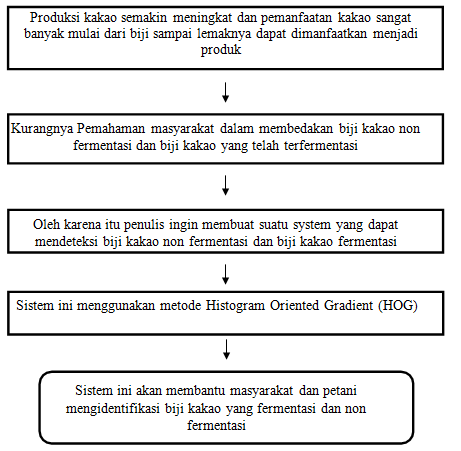 Produksi kakao semakin meningkat dan pemanfaatan kakao sangat
banyak mulai dari biji sampai lemaknya dapat dimanfaatkan menjadi
produk
Kurangnya Pemahaman masyarakat dalam membedakan biji kakao non
fermentasi dan biji kakao yang telah terfermentasi
Oleh karena itu penulis ingin membuat suatu system yang dapat
mendeteksi biji kakao non fermentasi dan biji kakao fermentasi
Sistem ini menggunakan metode Histogram Oriented Gradient (HOG)
Sistem ini akan membantu masyarakat dan petani
mengidentifikasi biji kakao yang fermentasi dan non
fermentasi